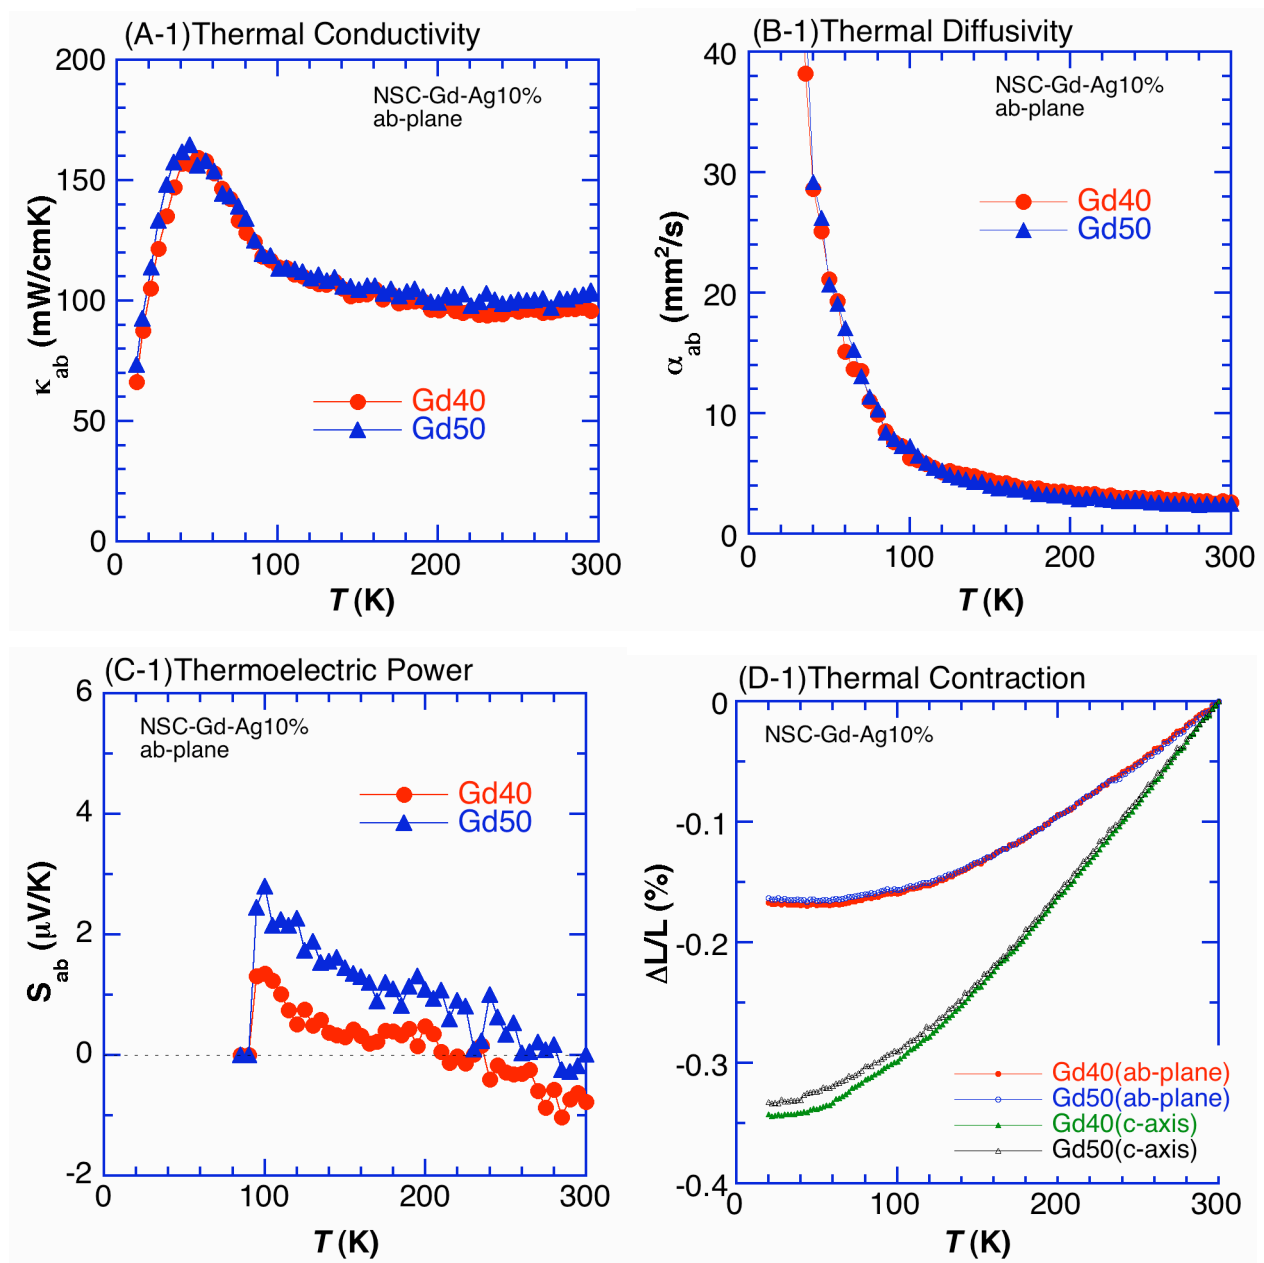 (A-1)Thermal Conductivity
200
150
100
50
0
κab (mW/cmK)
NSC-Gd-Ag10%
ab-plane
Gd40
Gd50
0 100 200 300
T (K)
(B-1)Thermal Diffusivity
40
30
20
10
0
αab (mm²/s)
NSC-Gd-Ag10%
ab-plane
Gd40
Gd50
0 100 200 300
T (K)
(C-1)Thermoelectric Power
6
4
2
0
-2
Sab (μV/K)
NSC-Gd-Ag10%
ab-plane
Gd40
Gd50
0 100 200 300
T (K)
(D-1)Thermal Contraction
0
-0.1
-0.2
-0.3
-0.4
ΔL/L (%)
NSC-Gd-Ag10%
Gd40(ab-plane)
Gd50(ab-plane)
Gd40(c-axis)
Gd50(c-axis)
0 100 200 300
T (K)